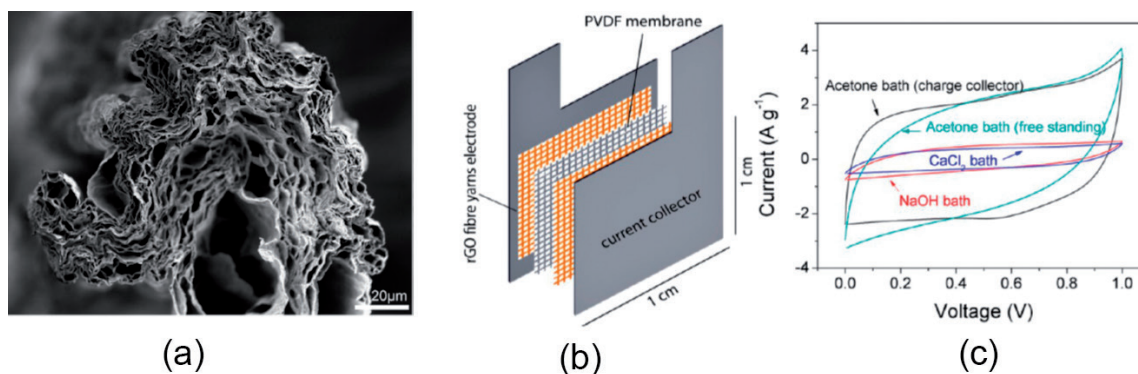 20µm
(a)
PVDF membrane
rGO fibre yarns electrode
current collector
1 cm
1 cm
(b)
Current (A g⁻¹)
4
2
0
-2
-4
Acetone bath (charge collector)
Acetone bath (free standing)
CaCl₂ bath
NaOH bath
0.0 0.2 0.4 0.6 0.8 1.0
Voltage (V)
(c)